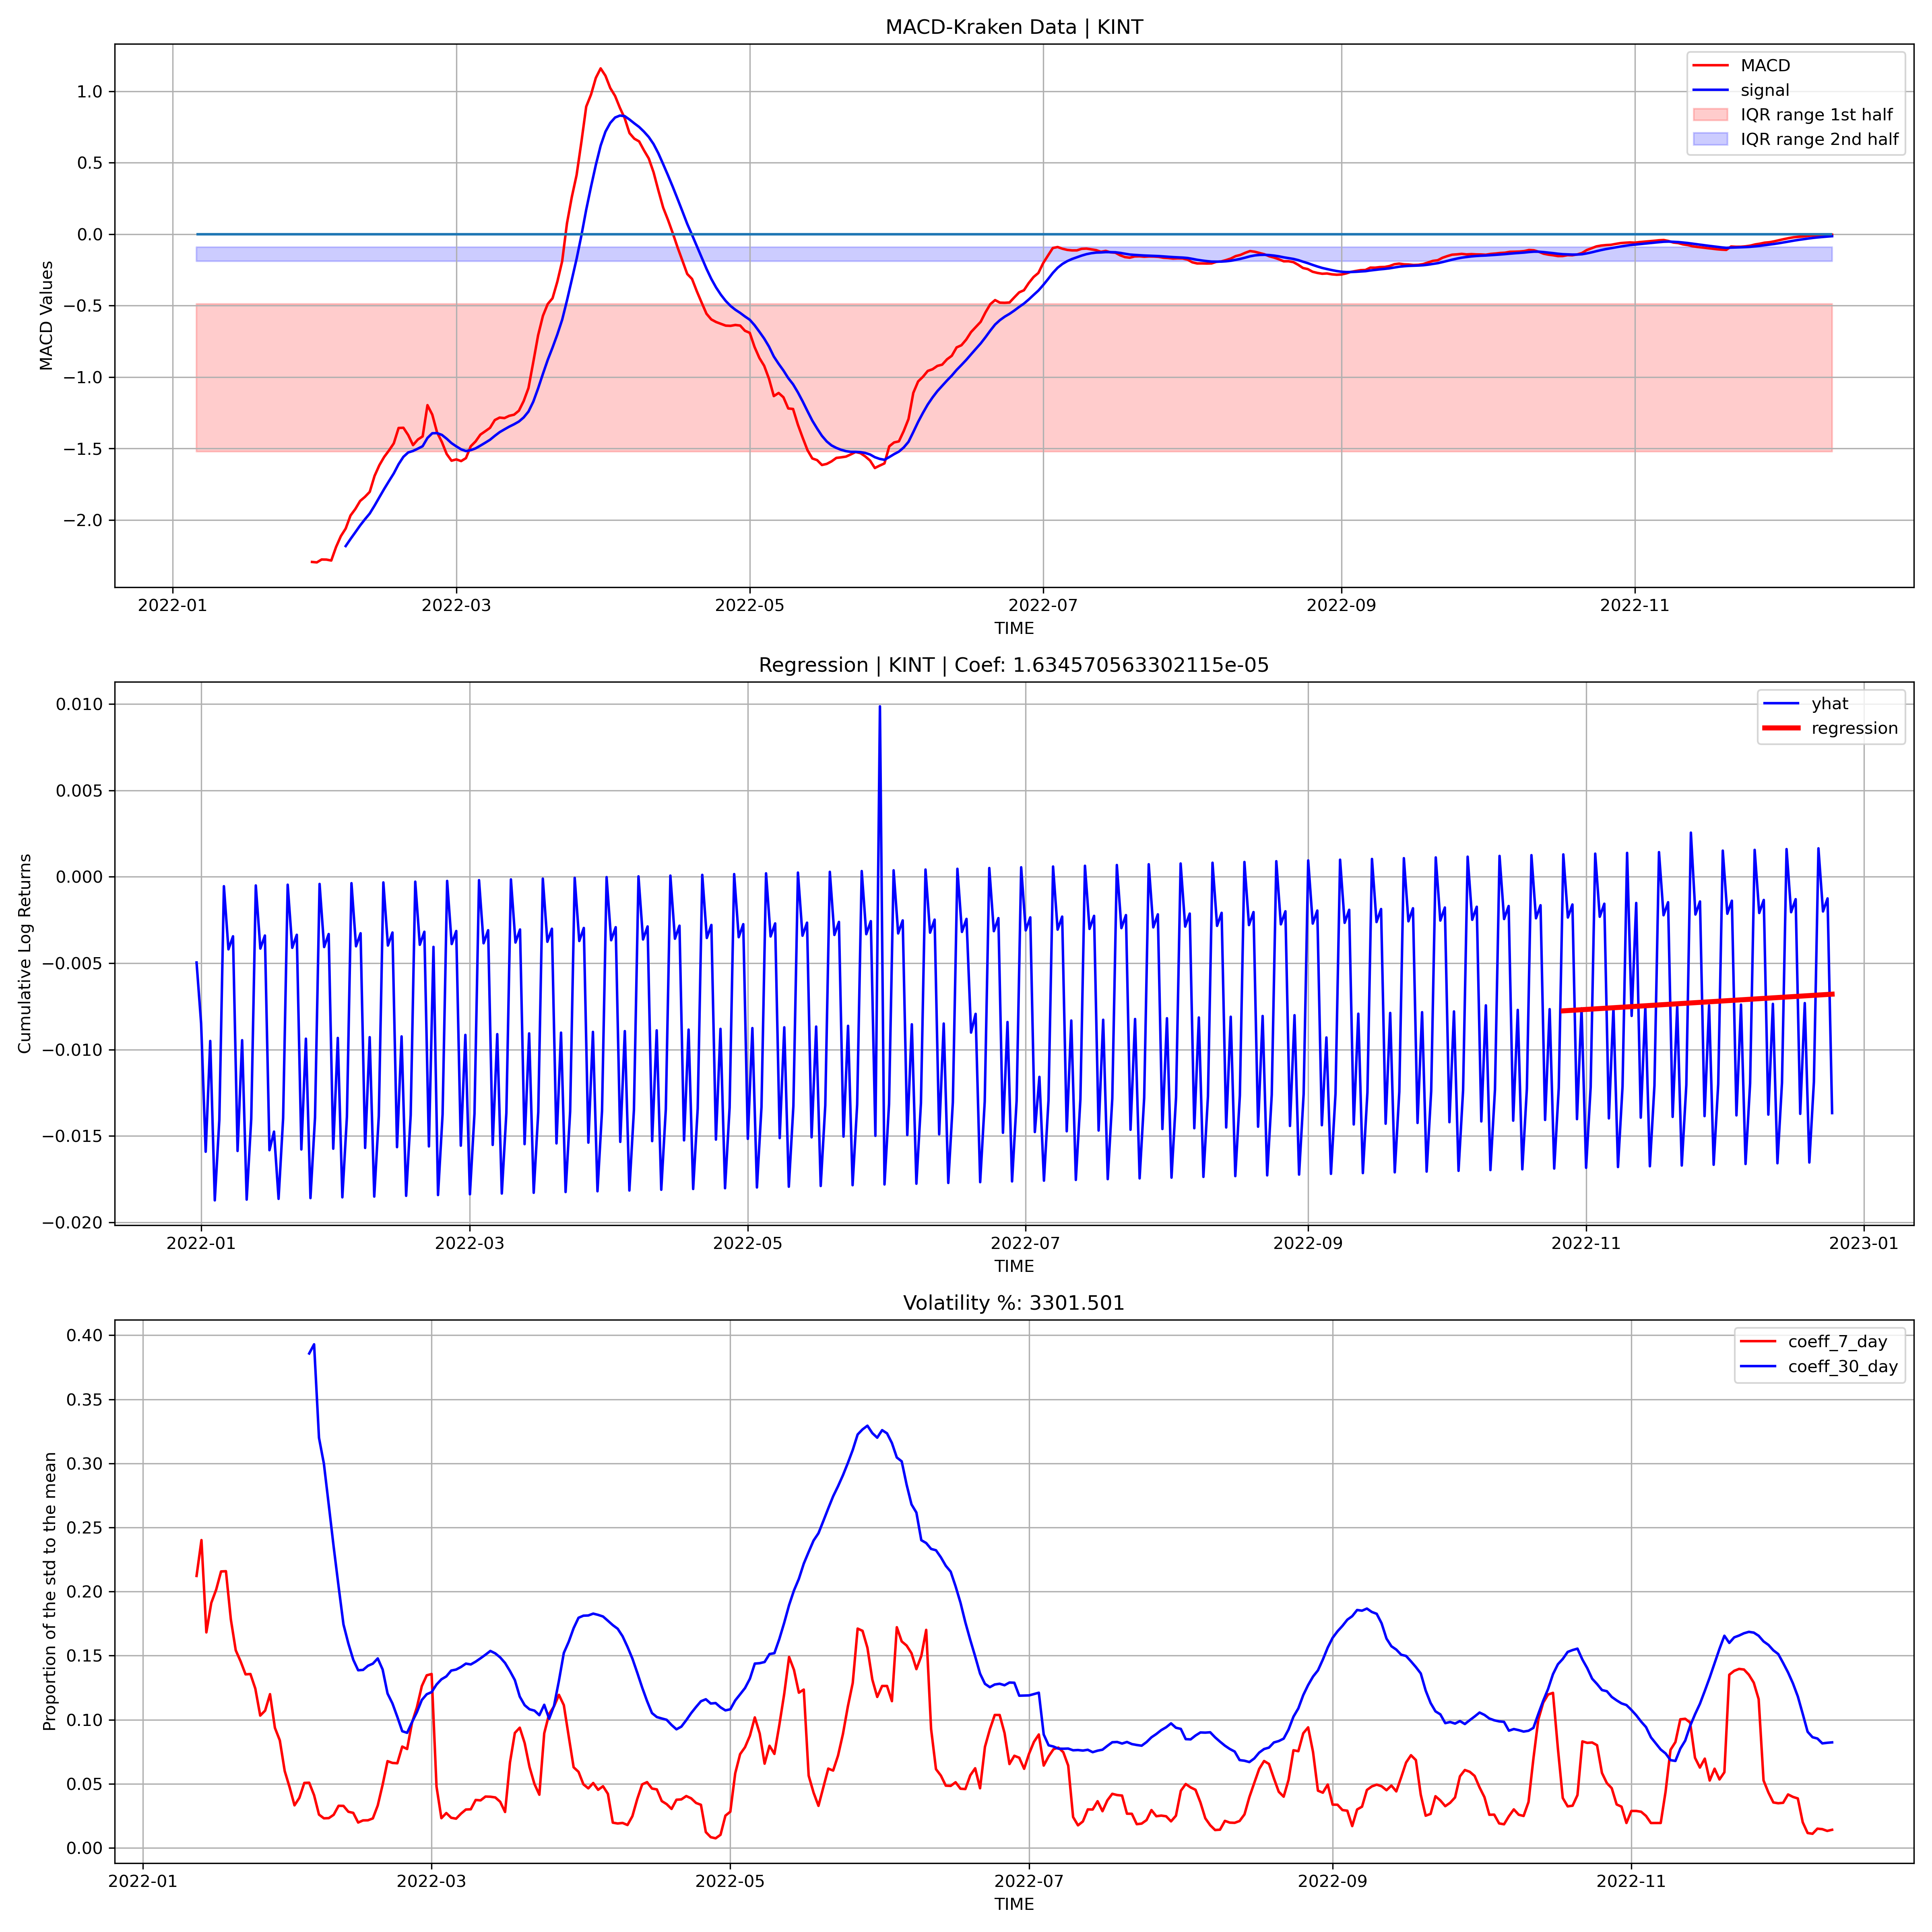 MACD-Kraken Data | KINT
MACD Values
1.0
0.5
0.0
−0.5
−1.0
−1.5
−2.0
MACD
signal
IQR range 1st half
IQR range 2nd half
2022-01 2022-03 2022-05 2022-07 2022-09 2022-11
TIME
Regression | KINT | Coef: 1.634570563302115e-05
Cumulative Log Returns
0.010
0.005
0.000
−0.005
−0.010
−0.015
−0.020
yhat
regression
2022-01 2022-03 2022-05 2022-07 2022-09 2022-11 2023-01
TIME
Volatility %: 3301.501
Proportion of the std to the mean
0.40
0.35
0.30
0.25
0.20
0.15
0.10
0.05
0.00
coeff_7_day
coeff_30_day
2022-01 2022-03 2022-05 2022-07 2022-09 2022-11
TIME